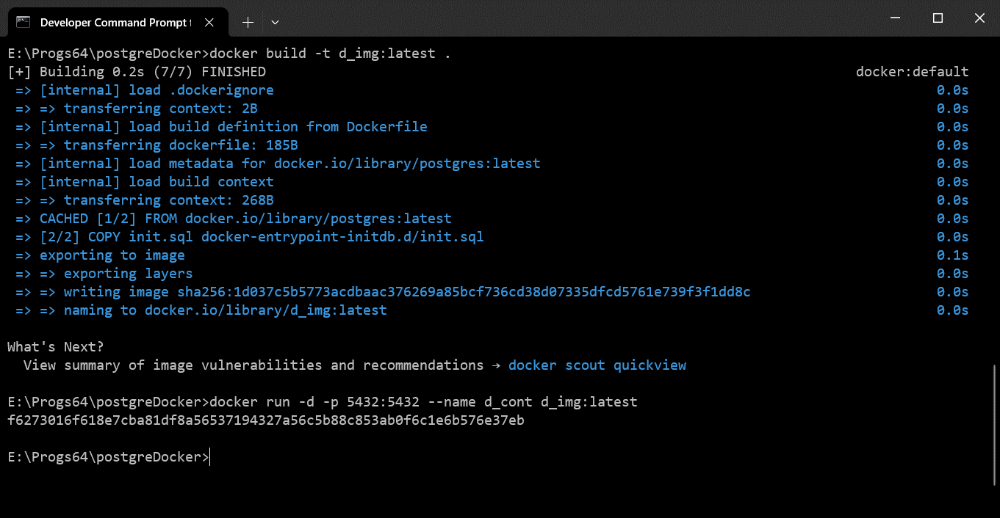 Developer Command Prompt f
E:\Progs64\postgreDocker>docker build -t d_img:latest .
[+] Building 0.2s (7/7) FINISHED docker:default
=> [internal] load .dockerignore 0.0s
=> => transferring context: 2B 0.0s
=> [internal] load build definition from Dockerfile 0.0s
=> => transferring dockerfile: 185B 0.0s
=> [internal] load metadata for docker.io/library/postgres:latest 0.0s
=> [internal] load build context 0.0s
=> => transferring context: 268B 0.0s
=> CACHED [1/2] FROM docker.io/library/postgres:latest 0.0s
=> [2/2] COPY init.sql docker-entrypoint-initdb.d/init.sql 0.0s
=> exporting to image 0.1s
=> => exporting layers 0.0s
=> => writing image sha256:1d037c5b5773acdbaac376269a85bcf736cd38d07335dfcd5761e739f3f1dd8c 0.0s
=> => naming to docker.io/library/d_img:latest 0.0s
What's Next?
View summary of image vulnerabilities and recommendations → docker scout quickview
E:\Progs64\postgreDocker>docker run -d -p 5432:5432 --name d_cont d_img:latest
f6273016f618e7cba81df8a56537194327a56c5b88c853ab0f6c1e6b576e37eb
E:\Progs64\postgreDocker>